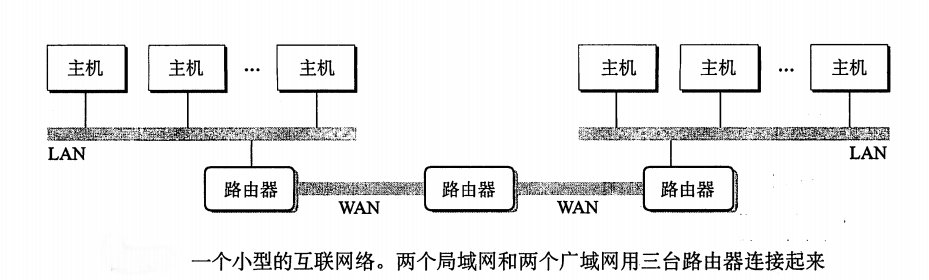 主机 主机 ··· 主机 主机 主机 ··· 主机
LAN LAN
路由器 路由器 路由器
WAN WAN
一个小型的互联网络。两个局域网和两个广域网用三台路由器连接起来